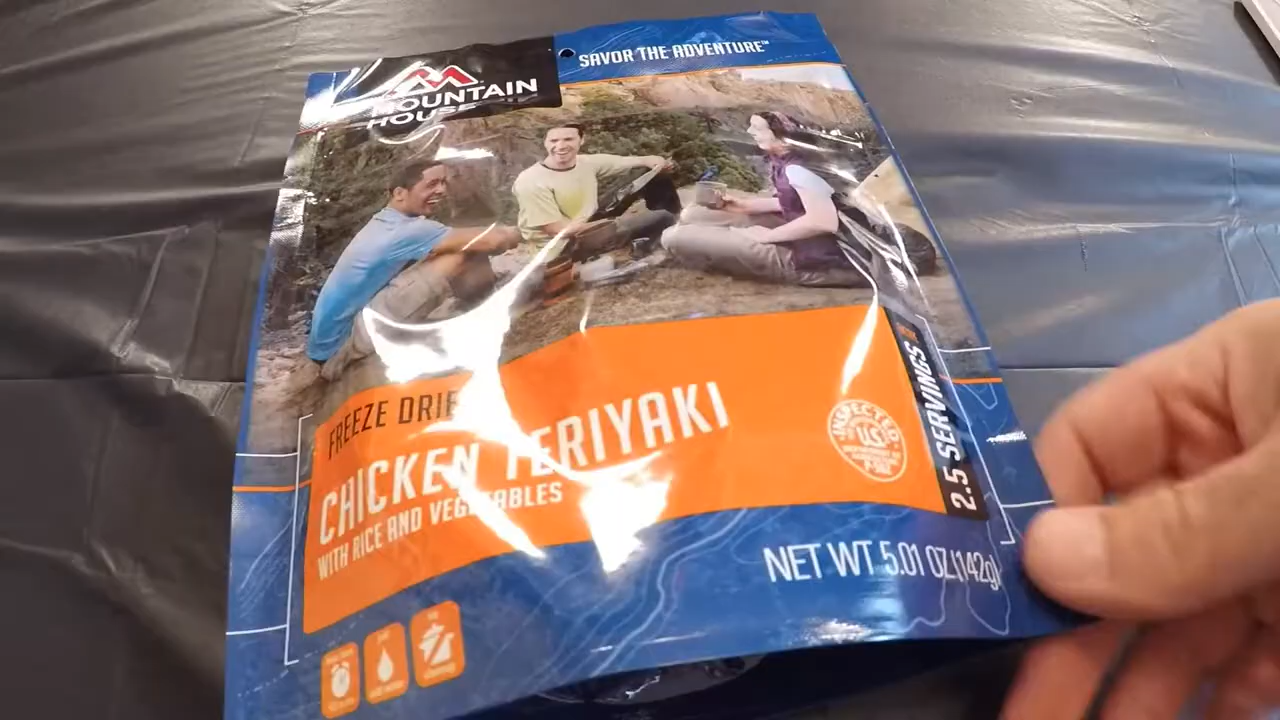 SAVOR THE ADVENTURE™
MOUNTAIN
HOUSE
FREEZE DRIE
CHICKEN TERIYAKI
WITH RICE AND VEGETABLES
INSPECTED
U.S.
2.5 SERVINGS
NET WT 5.01 OZ (142g)